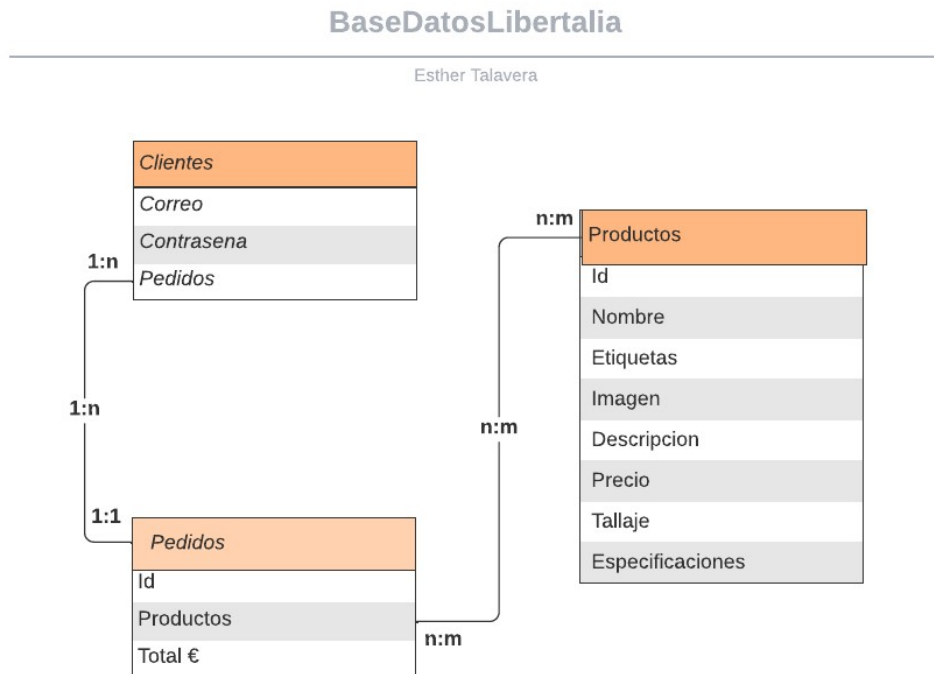 BaseDatosLibertalia
Esther Talavera
Clientes
Correo
Contrasena
Pedidos
1:n
1:n
1:1
Pedidos
Id
Productos
Total €
n:m
n:m
n:m
Productos
Id
Nombre
Etiquetas
Imagen
Descripcion
Precio
Tallaje
Especificaciones